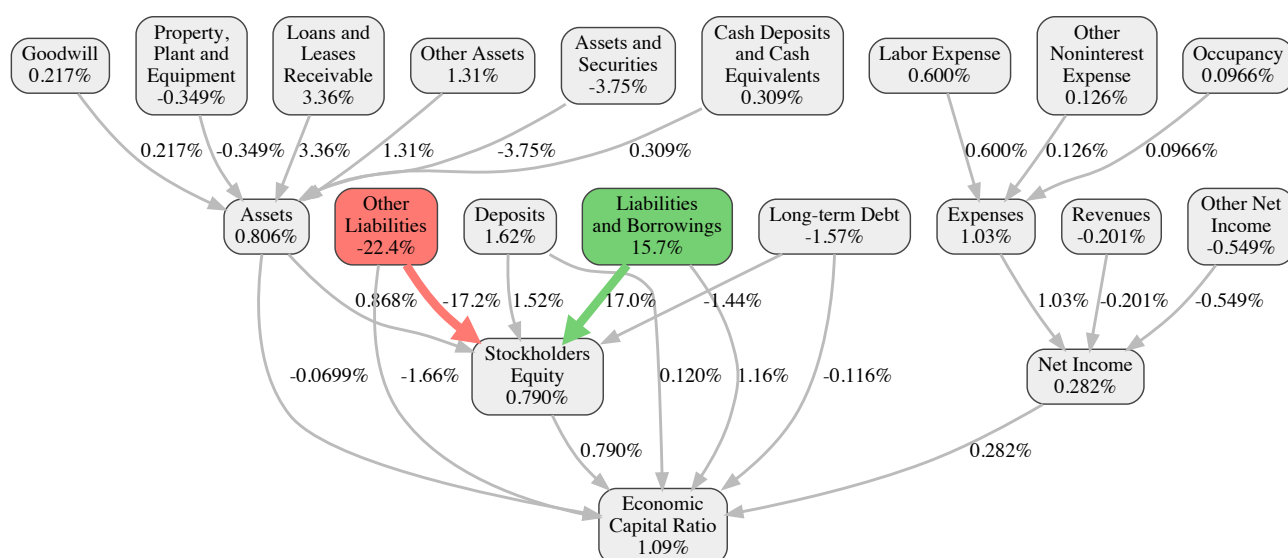 Goodwill
0.217%
Property,
Plant and
Equipment
-0.349%
Loans and
Leases
Receivable
3.36%
Other Assets
1.31%
Assets and
Securities
-3.75%
Cash Deposits
and Cash
Equivalents
0.309%
Labor Expense
0.600%
Other
Noninterest
Expense
0.126%
Occupancy
0.0966%
0.217%
-0.349%
3.36%
1.31%
-3.75%
0.309%
0.600%
0.126%
0.0966%
Assets
0.806%
Other
Liabilities
-22.4%
Deposits
1.62%
Liabilities
and Borrowings
15.7%
Long-term Debt
-1.57%
Expenses
1.03%
Revenues
-0.201%
Other Net
Income
-0.549%
0.868%
-17.2%
1.52%
17.0%
-1.44%
1.03%
-0.201%
-0.549%
Stockholders
Equity
0.790%
Net Income
0.282%
-0.0699%
-1.66%
0.120%
1.16%
-0.116%
0.790%
0.282%
Economic
Capital Ratio
1.09%